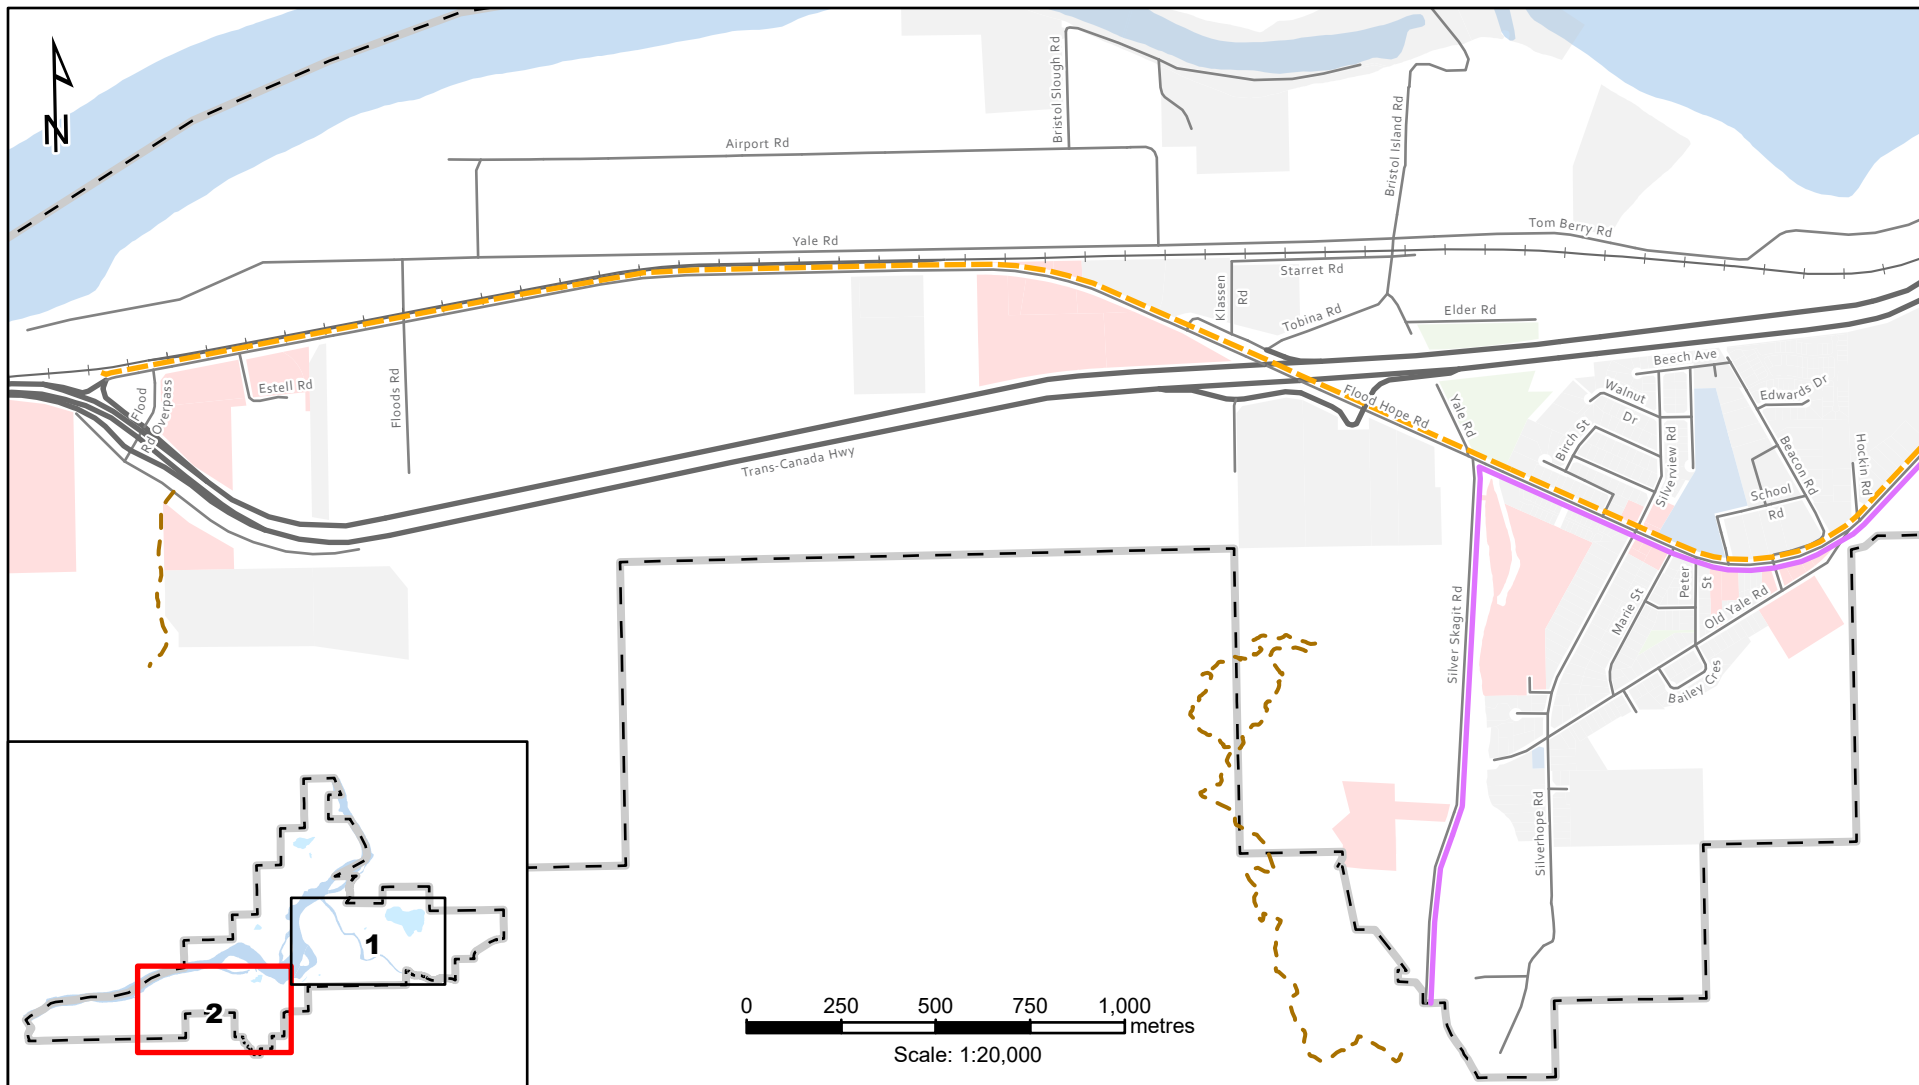 N
Bristol Slough Rd
Airport Rd
Bristol Island Rd
Yale Rd
Tom Berry Rd
Starret Rd
Klassen
Rd
Tobina Rd
Elder Rd
Beech Ave
Estell Rd
Flood
Rd Overpass
Floods Rd
Flood Hope Rd
Yale Rd
Walnut
Dr
Edwards Dr
Birch St
Silverview Rd
Beacon Rd
Hockin Rd
School
Rd
Trans-Canada Hwy
Silver Skagit Rd
Marie St
Peter
St
Old Yale Rd
Bailey Cres
Silverhope Rd
1
2
0 250 500 750 1,000
metres
Scale: 1:20,000